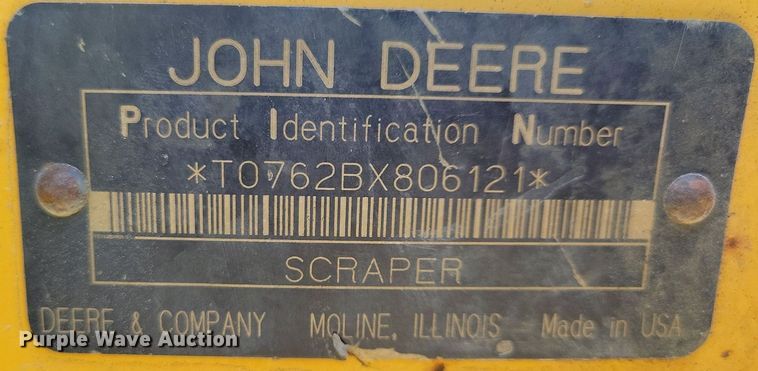 JOHN DEERE
Product Identification Number
*T0762BX806121*
SCRAPER
DEERE & COMPANY MOLINE, ILLINOIS Made in USA
Purple Wave Auction